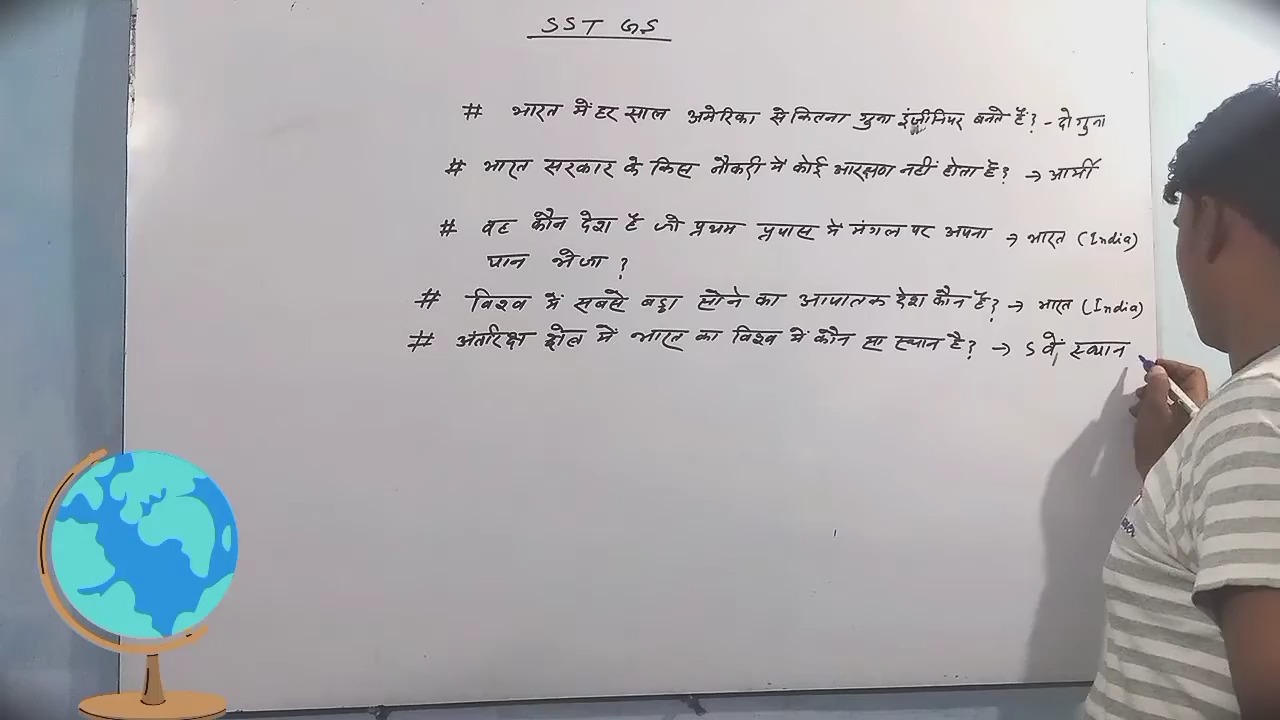 SST GS
# भारत में हर साल अमेरिका से कितना गुना इंजीनियर बनते हैं? - दो गुना
# भारत सरकार के किस नौकरी में कोई आरक्षण नहीं होता है? → आर्मी
# वह कौन देश है जो प्रथम प्रयास में मंगल पर अपना → भारत (India)
यान भेजा ?
# विश्व में सबसे बड़ा सोने का आयातक देश कौन है? → भारत (India)
# अंतरिक्ष क्षेत्र में भारत का विश्व में कौन सा स्थान है? → 5 वें स्थान